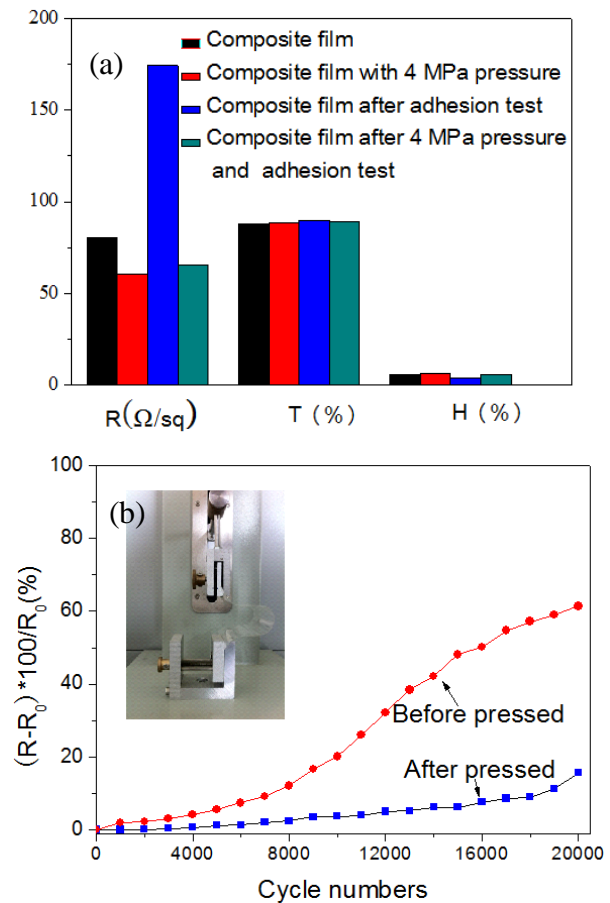 (a)
Composite film
Composite film with 4 MPa pressure
Composite film after adhesion test
Composite film after 4 MPa pressure
and adhesion test
200
150
100
50
0
R(Ω/sq)
T (%)
H (%)
(b)
100
80
60
40
20
0
(R-R₀) *100/R₀(%)
Before pressed
After pressed
0
4000
8000
12000
16000
20000
Cycle numbers